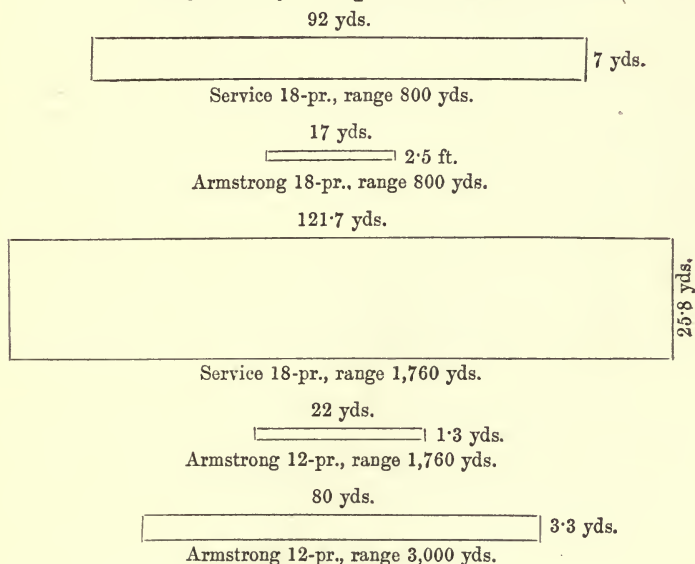 92 yds.
7 yds.
Service 18-pr., range 800 yds.
17 yds.
2·5 ft.
Armstrong 18-pr., range 800 yds.
121·7 yds.
25·8 yds.
Service 18-pr., range 1,760 yds.
22 yds.
1·3 yds.
Armstrong 12-pr., range 1,760 yds.
80 yds.
3·3 yds.
Armstrong 12-pr., range 3,000 yds.